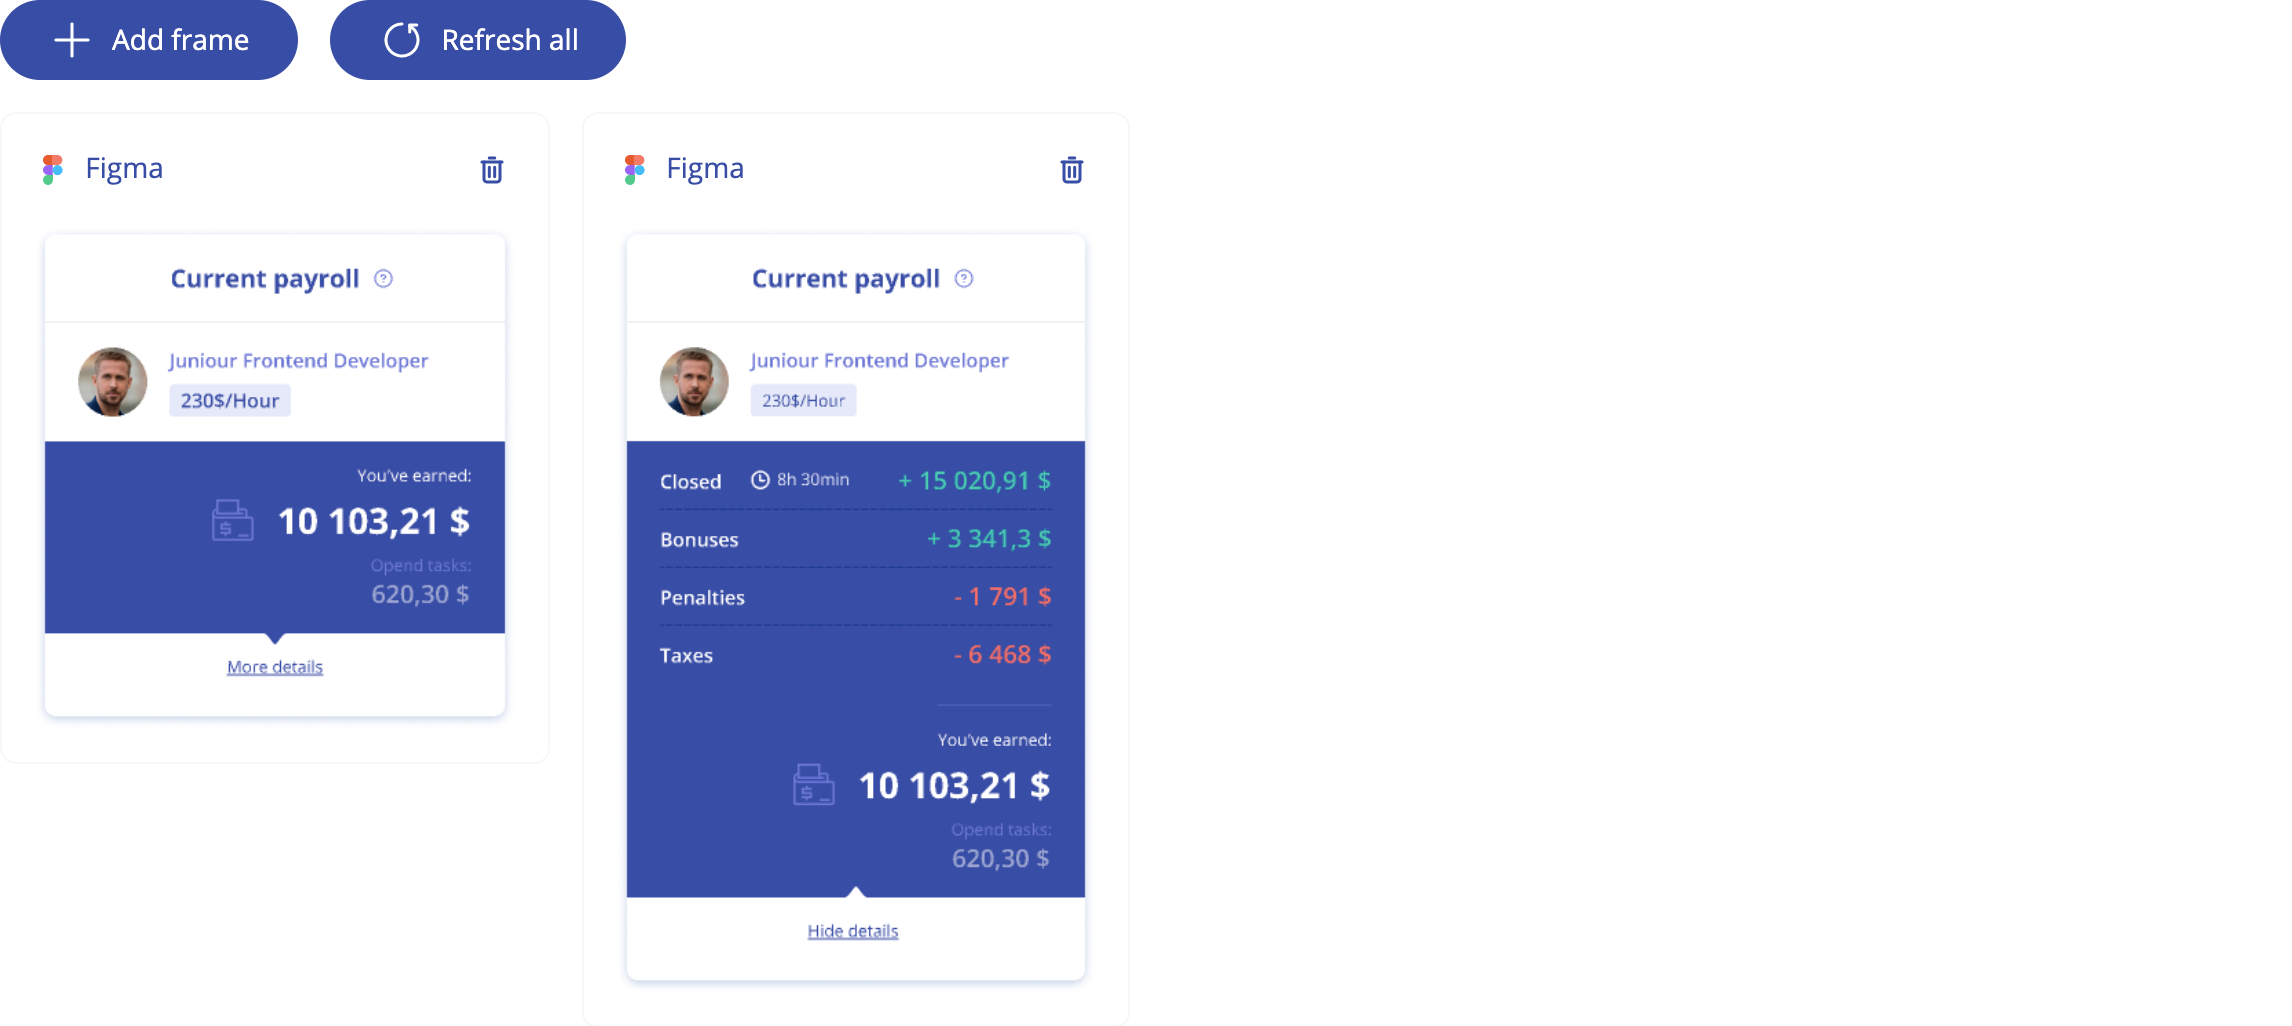 Add frame
Refresh all
Figma
Current payroll ?
Juniour Frontend Developer
230$/Hour
You've earned:
$ 10 103,21 $
Opend tasks:
620,30 $
More details
Figma
Current payroll ?
Juniour Frontend Developer
230$/Hour
Closed 8h 30min + 15 020,91 $
Bonuses + 3 341,3 $
Penalties - 1 791 $
Taxes - 6 468 $
You've earned:
$ 10 103,21 $
Opend tasks:
620,30 $
Hide details